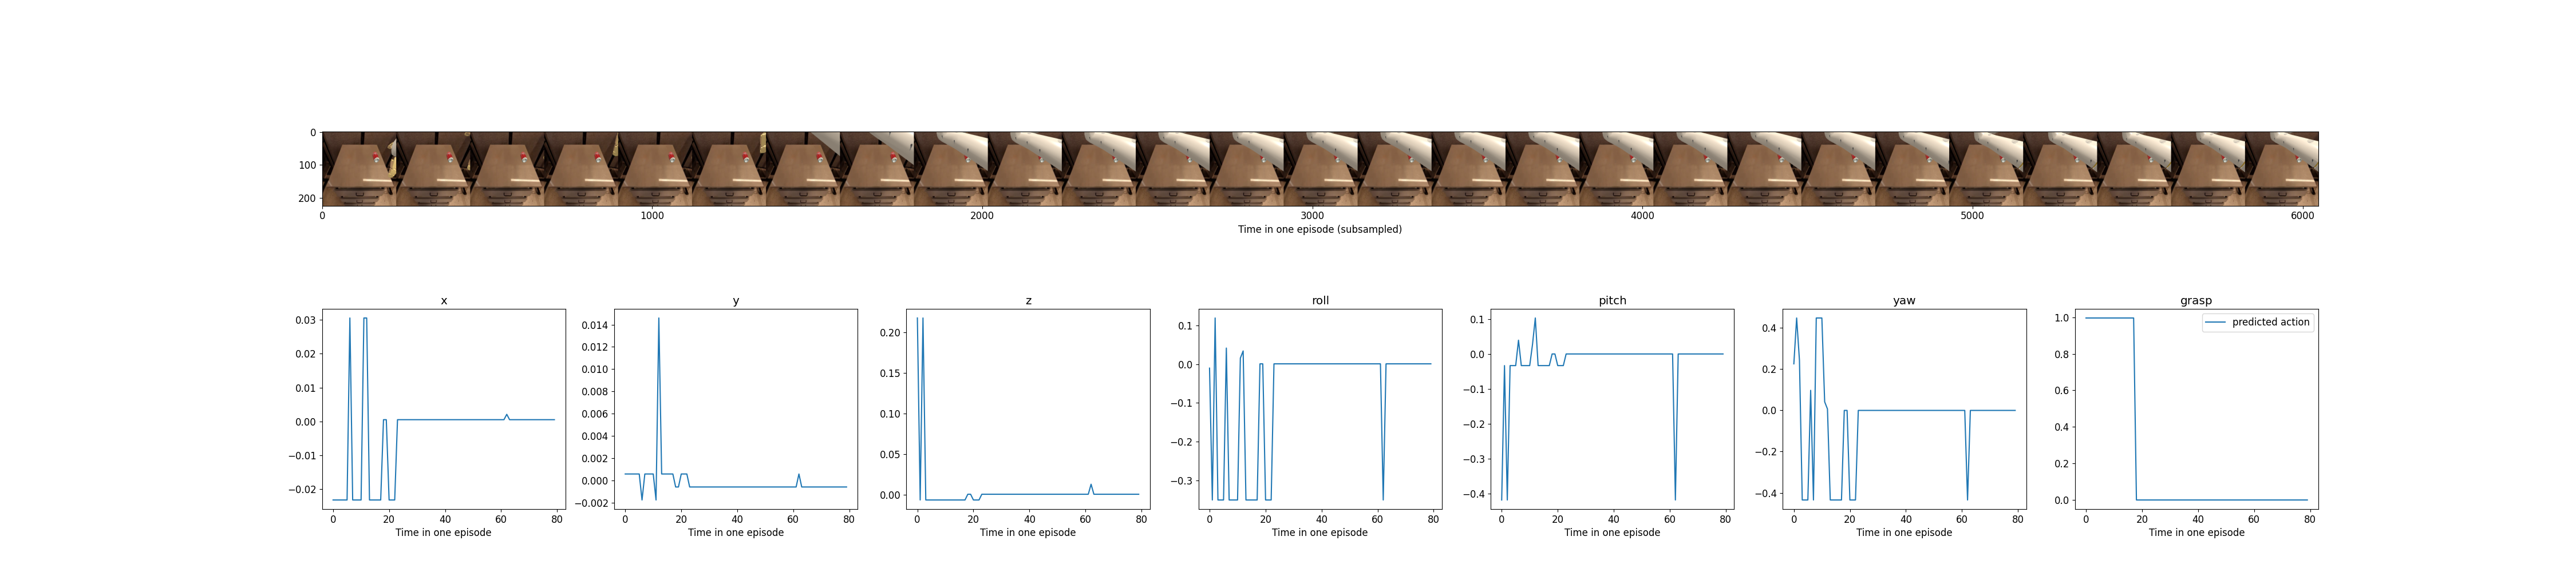 0
100
200
0 1000 2000 3000 4000 5000 6000
Time in one episode (subsampled)
x y z roll pitch yaw grasp
0.03
0.02
0.01
0.00
−0.01
−0.02
0 20 40 60 80
Time in one episode
0.014
0.012
0.010
0.008
0.006
0.004
0.002
0.000
−0.002
0 20 40 60 80
Time in one episode
0.20
0.15
0.10
0.05
0.00
0 20 40 60 80
Time in one episode
0.1
0.0
−0.1
−0.2
−0.3
0 20 40 60 80
Time in one episode
0.1
0.0
−0.1
−0.2
−0.3
−0.4
0 20 40 60 80
Time in one episode
0.4
0.2
0.0
−0.2
−0.4
0 20 40 60 80
Time in one episode
predicted action
1.0
0.8
0.6
0.4
0.2
0.0
0 20 40 60 80
Time in one episode